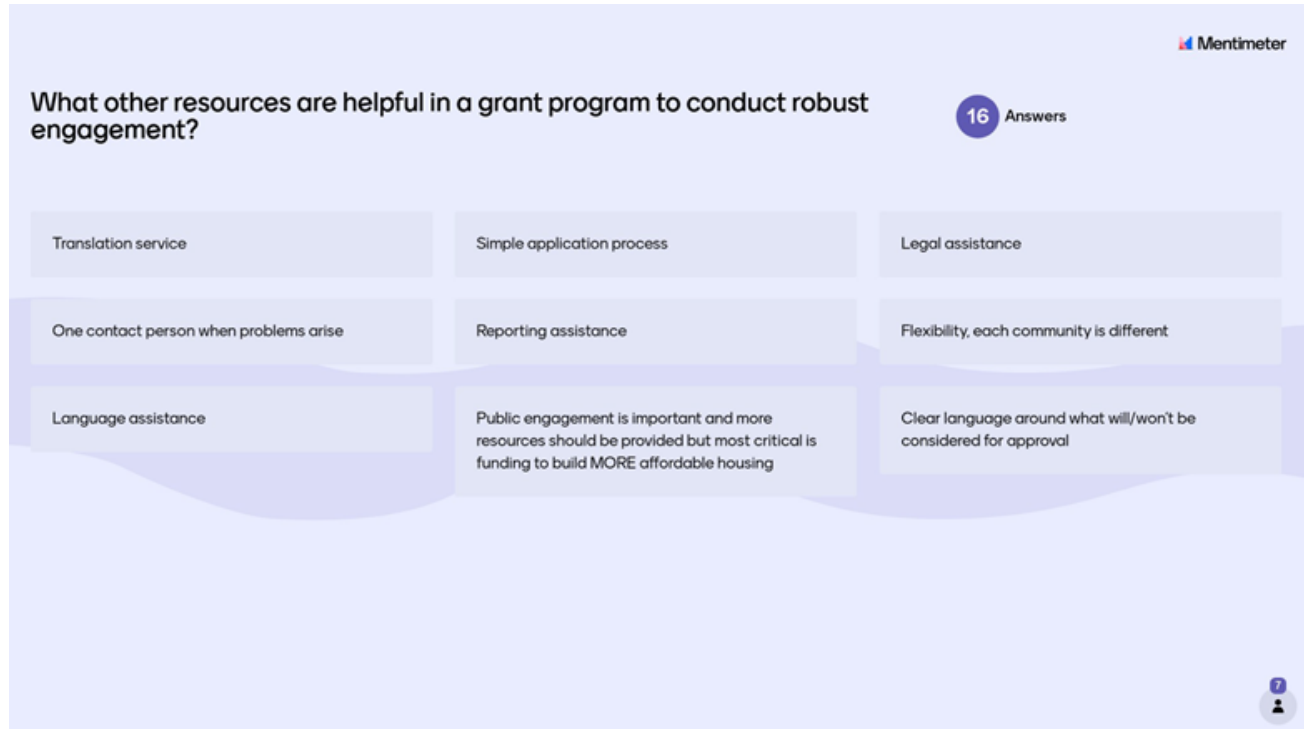 Mentimeter
What other resources are helpful in a grant program to conduct robust
engagement?
16 Answers
Translation service
Simple application process
Legal assistance
One contact person when problems arise
Reporting assistance
Flexibility, each community is different
Language assistance
Public engagement is important and more
resources should be provided but most critical is
funding to build MORE affordable housing
Clear language around what will/won't be
considered for approval
7